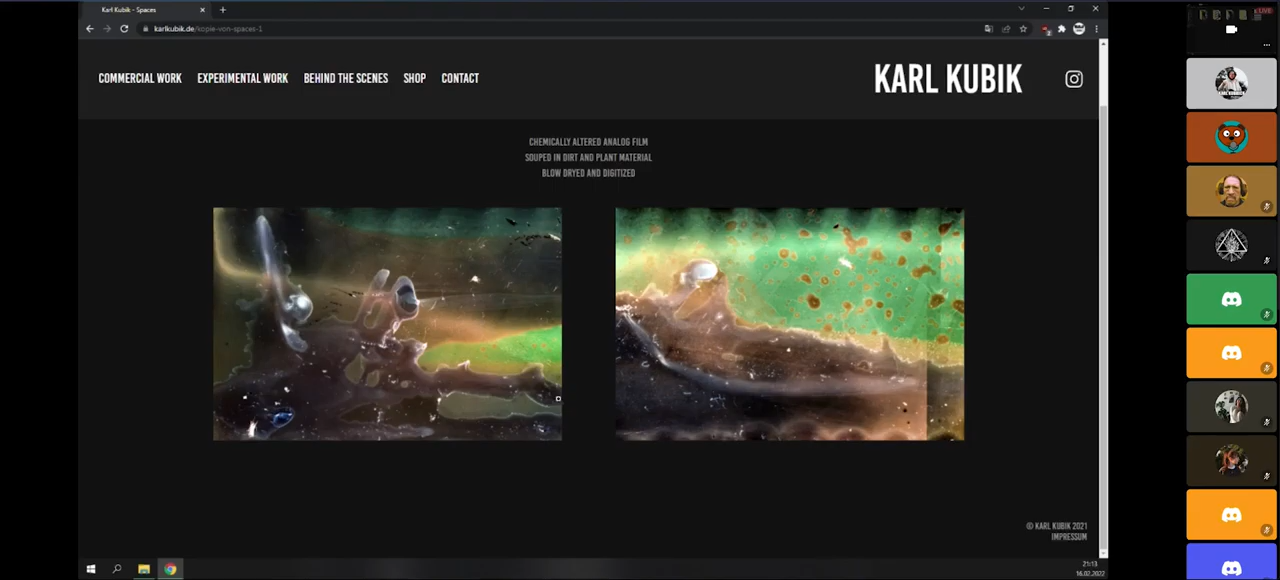 Karl Kubik - Spaces
karlkubik.de/kopie-von-spaces-1
COMMERCIAL WORK
EXPERIMENTAL WORK
BEHIND THE SCENES
SHOP
CONTACT
KARL KUBIK
CHEMICALLY ALTERED ANALOG FILM
SOUPED IN DIRT AND PLANT MATERIAL
BLOW DRYED AND DIGITIZED
© KARL KUBIK 2021
IMPRESSUM
21:13
16.02.2022
LIVE